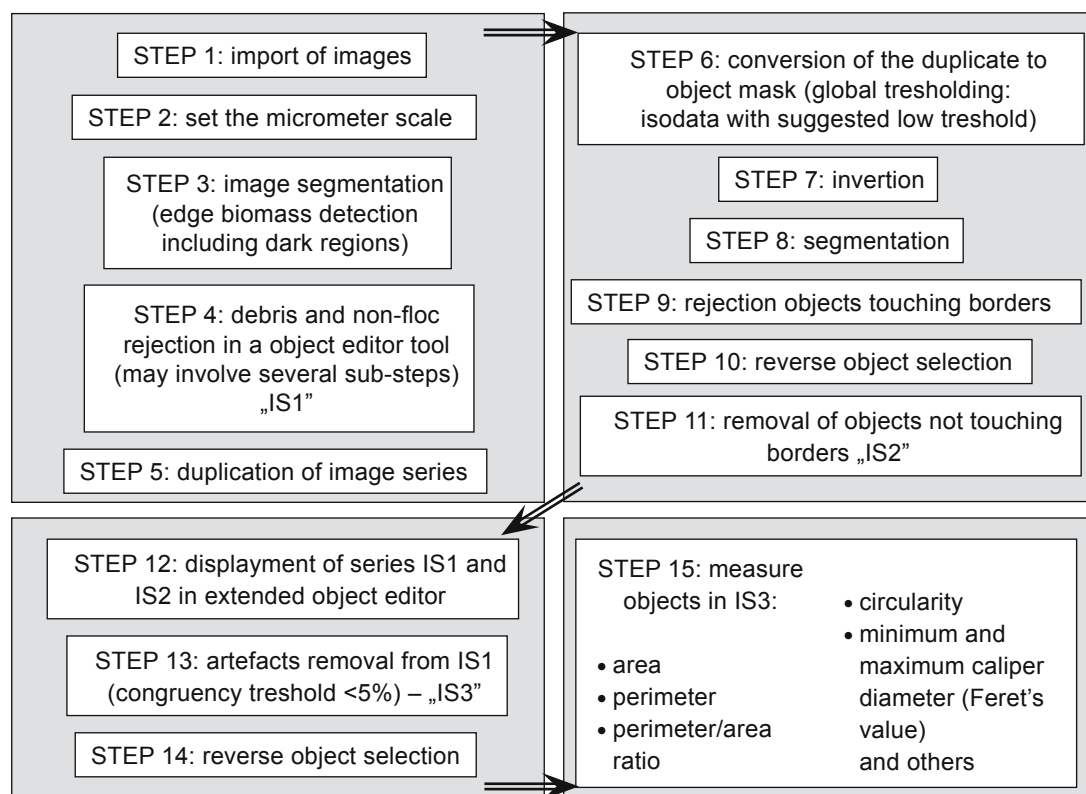 STEP 1: import of images
STEP 2: set the micrometer scale
STEP 3: image segmentation
(edge biomass detection
including dark regions)
STEP 4: debris and non-floc
rejection in a object editor tool
(may involve several sub-steps)
„IS1”
STEP 5: duplication of image series
STEP 6: conversion of the duplicate to
object mask (global tresholding:
isodata with suggested low treshold)
STEP 7: invertion
STEP 8: segmentation
STEP 9: rejection objects touching borders
STEP 10: reverse object selection
STEP 11: removal of objects not touching
borders „IS2”
STEP 12: displayment of series IS1 and
IS2 in extended object editor
STEP 13: artefacts removal from IS1
(congruency treshold <5%) – „IS3”
STEP 14: reverse object selection
STEP 15: measure
objects in IS3:
• area
• perimeter
• perimeter/area
ratio
• circularity
• minimum and
maximum caliper
diameter (Feret's
value)
and others